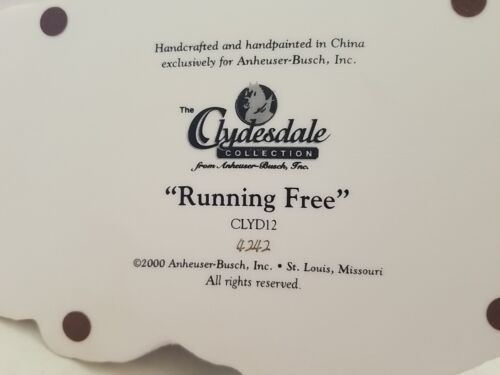 Handcrafted and handpainted in China
exclusively for Anheuser-Busch, Inc.
The
Clydesdale
COLLECTION
from Anheuser-Busch, Inc.
“Running Free”
CLYD12
4242
©2000 Anheuser-Busch, Inc. • St. Louis, Missouri
All rights reserved.